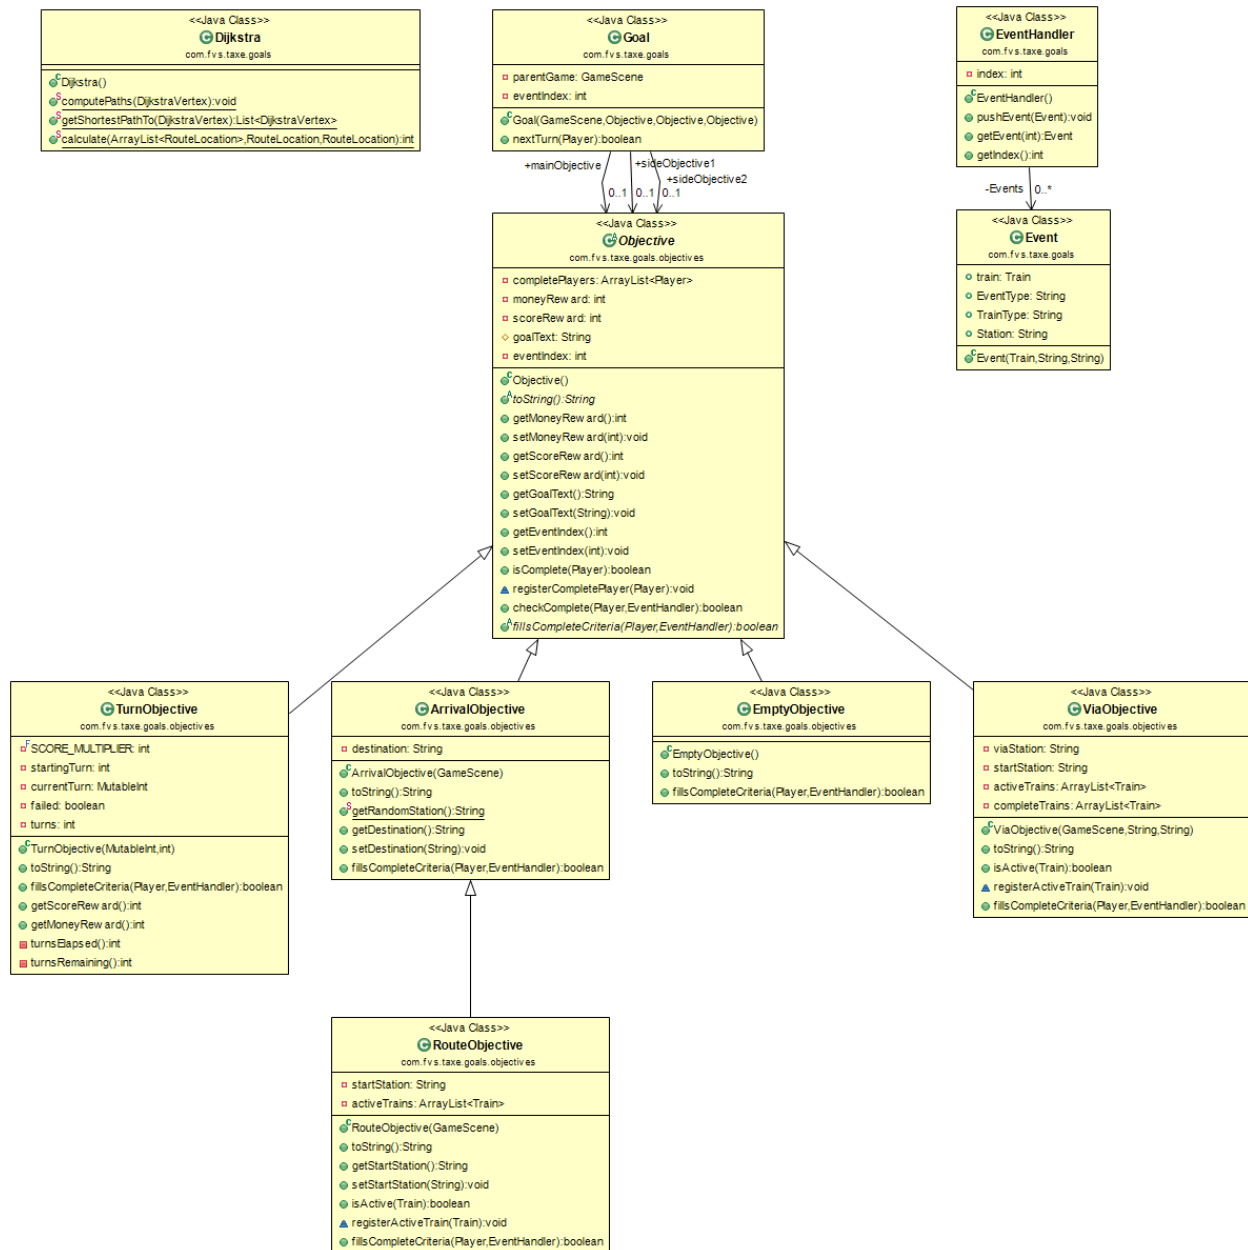 <<Java Class>>
Dijkstra
com.fvs.taxe.goals
Dijkstra()
computePaths(DijkstraVertex):void
getShortestPathTo(DijkstraVertex):List<DijkstraVertex>
calculate(ArrayList<RouteLocation>,RouteLocation,RouteLocation):int
<<Java Class>>
Goal
com.fvs.taxe.goals
parentGame: GameScene
eventIndex: int
Goal(GameScene,Objective,Objective,Objective)
nextTurn(Player):boolean
<<Java Class>>
EventHandler
com.fvs.taxe.goals
index: int
EventHandler()
pushEvent(Event):void
getEvent(int):Event
getIndex():int
+mainObjective
+sideObjective1
+sideObjective2
0..1
0..1
0..1
-Events
0..*
<<Java Class>>
Event
com.fvs.taxe.goals
train: Train
EventType: String
TrainType: String
Station: String
Event(Train,String,String)
<<Java Class>>
Objective
com.fvs.taxe.goals.objectives
completePlayers: ArrayList<Player>
moneyReward: int
scoreReward: int
goalText: String
eventIndex: int
Objective()
toString():String
getMoneyReward():int
setMoneyReward(int):void
getScoreReward():int
setScoreReward(int):void
getGoalText():String
setGoalText(String):void
getEventIndex():int
setEventIndex(int):void
isComplete(Player):boolean
registerCompletePlayer(Player):void
checkComplete(Player,EventHandler):boolean
fillsCompleteCriteria(Player,EventHandler):boolean
<<Java Class>>
TurnObjective
com.fvs.taxe.goals.objectives
SCORE_MULTIPLIER: int
startingTurn: int
currentTurn: MutableInt
failed: boolean
turns: int
TurnObjective(MutableInt,int)
toString():String
fillsCompleteCriteria(Player,EventHandler):boolean
getScoreReward():int
getMoneyReward():int
turnsElapsed():int
turnsRemaining():int
<<Java Class>>
ArrivalObjective
com.fvs.taxe.goals.objectives
destination: String
ArrivalObjective(GameScene)
toString():String
getRandomStation():String
getDestination():String
setDestination(String):void
fillsCompleteCriteria(Player,EventHandler):boolean
<<Java Class>>
EmptyObjective
com.fvs.taxe.goals.objectives
EmptyObjective()
toString():String
fillsCompleteCriteria(Player,EventHandler):boolean
<<Java Class>>
ViaObjective
com.fvs.taxe.goals.objectives
viaStation: String
startStation: String
activeTrains: ArrayList<Train>
completeTrains: ArrayList<Train>
ViaObjective(GameScene,String,String)
toString():String
isActive(Train):boolean
registerActiveTrain(Train):void
fillsCompleteCriteria(Player,EventHandler):boolean
<<Java Class>>
RouteObjective
com.fvs.taxe.goals.objectives
startStation: String
activeTrains: ArrayList<Train>
RouteObjective(GameScene)
toString():String
getStartStation():String
setStartStation(String):void
isActive(Train):boolean
registerActiveTrain(Train):void
fillsCompleteCriteria(Player,EventHandler):boolean